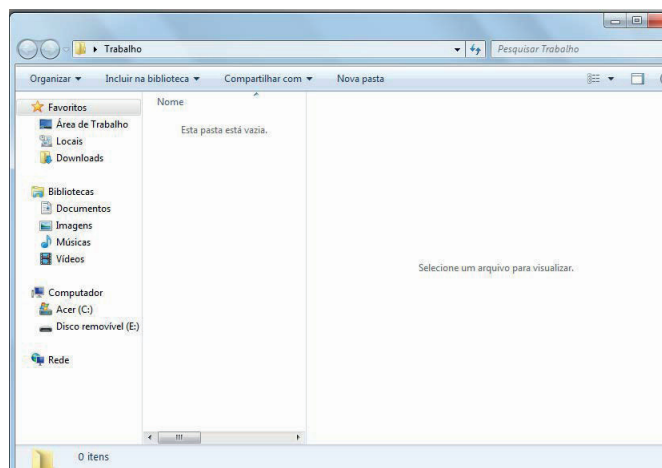 Trabalho
Pesquisar Trabalho
Organizar
Incluir na biblioteca
Compartilhar com
Nova pasta
Favoritos
Área de Trabalho
Locais
Downloads
Bibliotecas
Documentos
Imagens
Músicas
Vídeos
Computador
Acer (C:)
Disco removível (E:)
Rede
Nome
Esta pasta está vazia.
Selecione um arquivo para visualizar.
0 itens